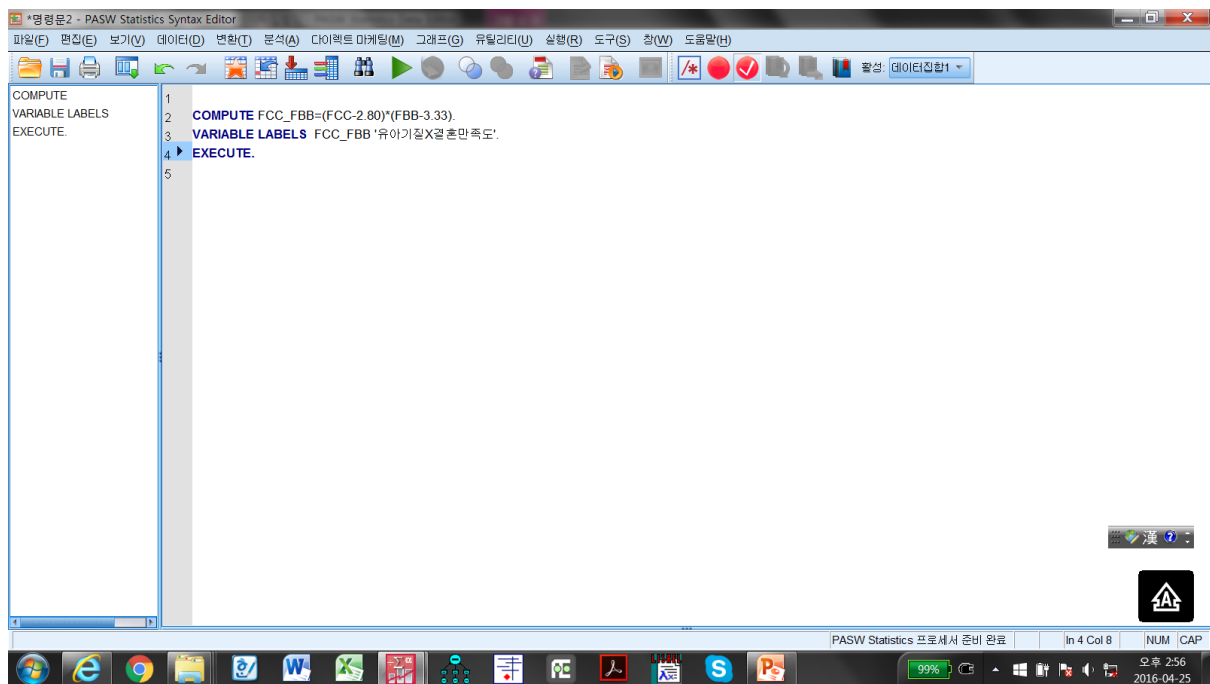 *명령문2 - PASW Statistics Syntax Editor
파일(F) 편집(E) 보기(V) 데이터(D) 변환(T) 분석(A) 다이렉트 마케팅(M) 그래프(G) 유틸리티(U) 실행(R) 도구(S) 창(W) 도움말(H)
활성: 데이터집합1
COMPUTE
VARIABLE LABELS
EXECUTE.
1
2 COMPUTE FCC_FBB=(FCC-2.80)*(FBB-3.33).
3 VARIABLE LABELS FCC_FBB '유아기질X결혼만족도'.
4 EXECUTE.
5
漢
A
PASW Statistics 프로세서 준비 완료 In 4 Col 8 NUM CAP
99%
오후 2:56
2016-04-25